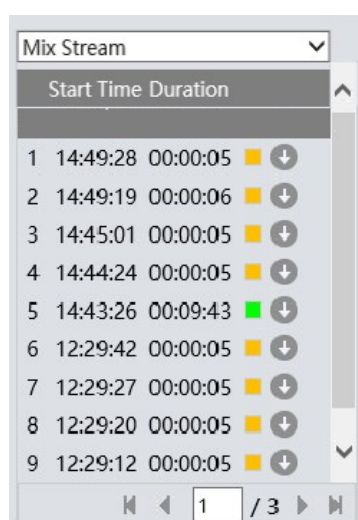 Mix Stream
Start Time Duration
1 14:49:28 00:00:05
2 14:49:19 00:00:06
3 14:45:01 00:00:05
4 14:44:24 00:00:05
5 14:43:26 00:09:43
6 12:29:42 00:00:05
7 12:29:27 00:00:05
8 12:29:20 00:00:05
9 12:29:12 00:00:05
1 / 3